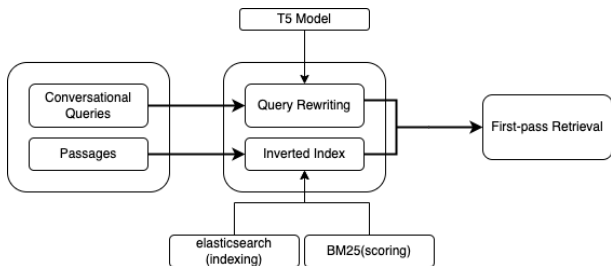 T5 Model
Conversational
Queries
Query Rewriting
First-pass Retrieval
Passages
Inverted Index
elasticsearch
(indexing)
BM25(scoring)